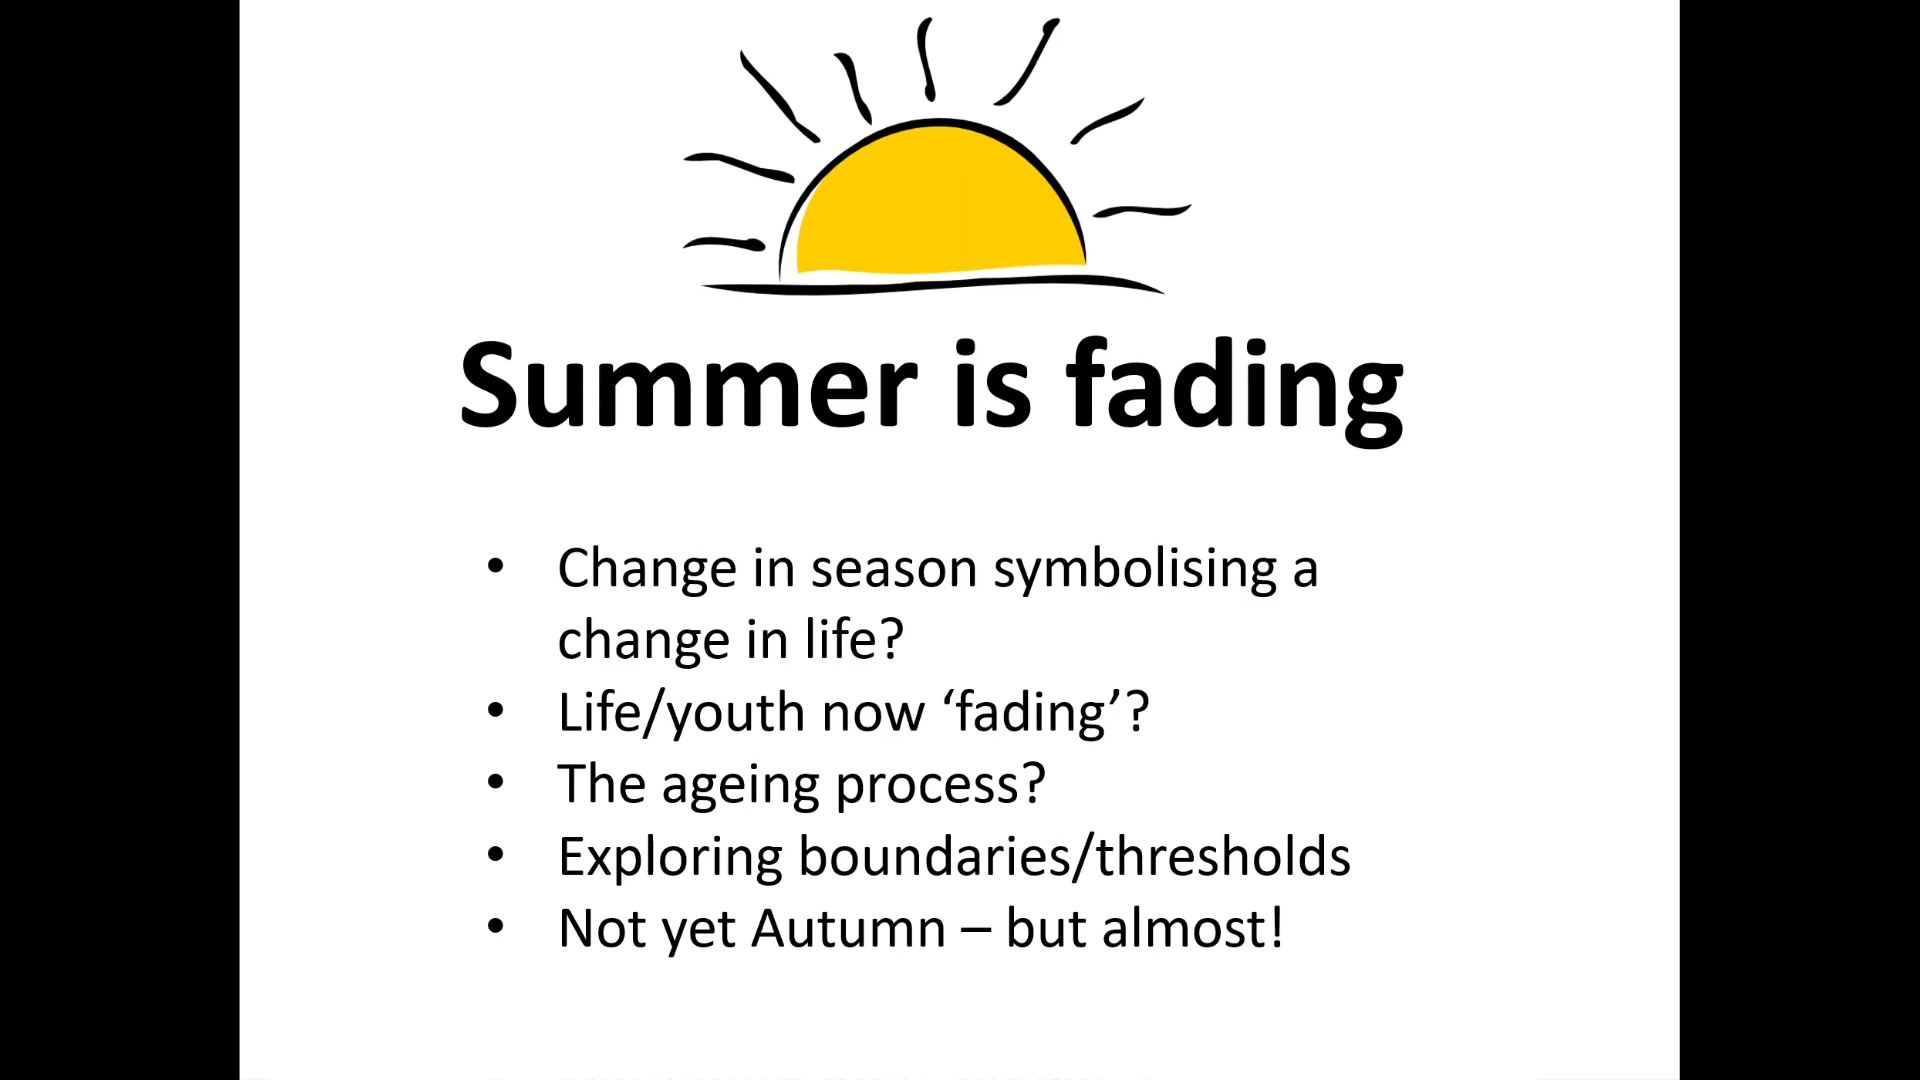 Summer is fading
• Change in season symbolising a
change in life?
• Life/youth now ‘fading’?
• The ageing process?
• Exploring boundaries/thresholds
• Not yet Autumn – but almost!